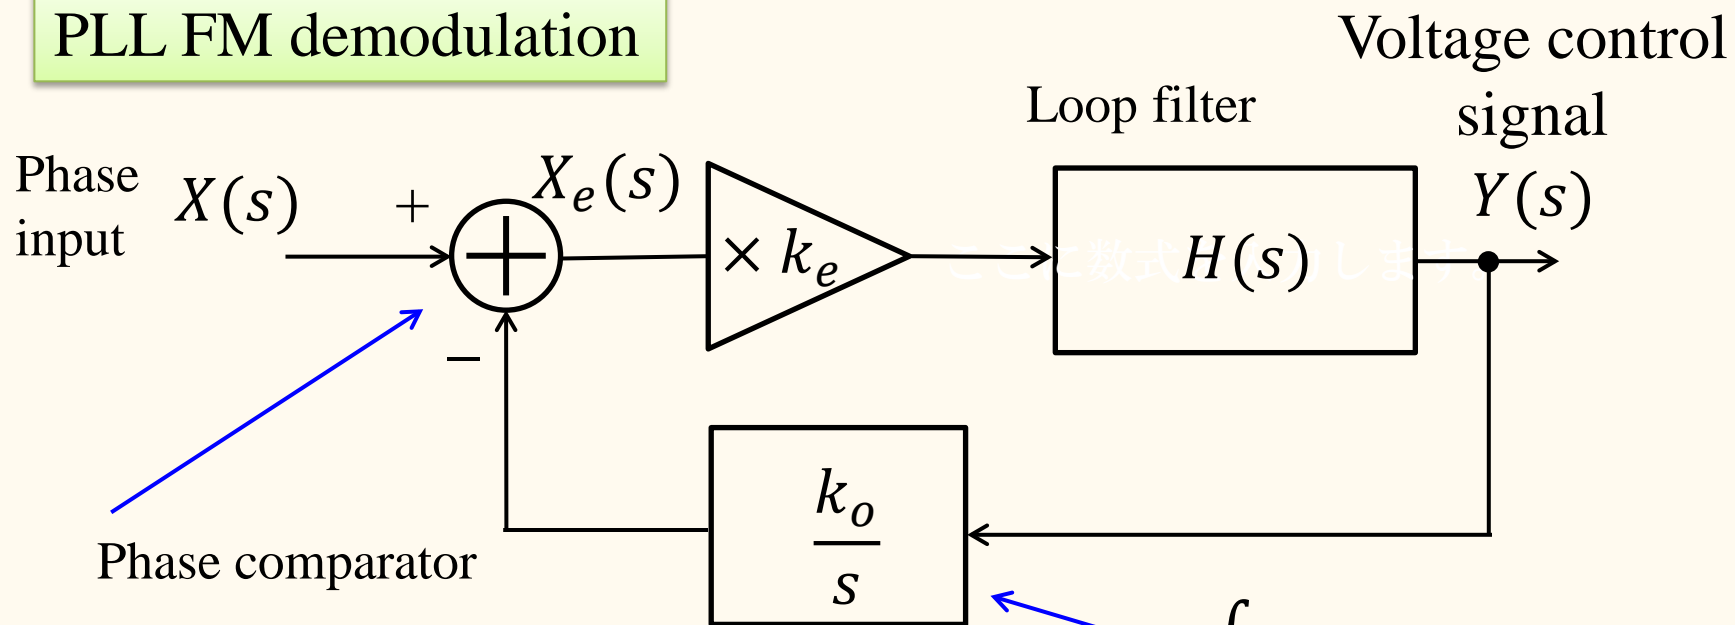 PLL FM demodulation
Voltage control
signal
Loop filter
Phase
input
X(s)
+
X_e(s)
× k_e
H(s)
Y(s)
−
k_o
s
Phase comparator
∫